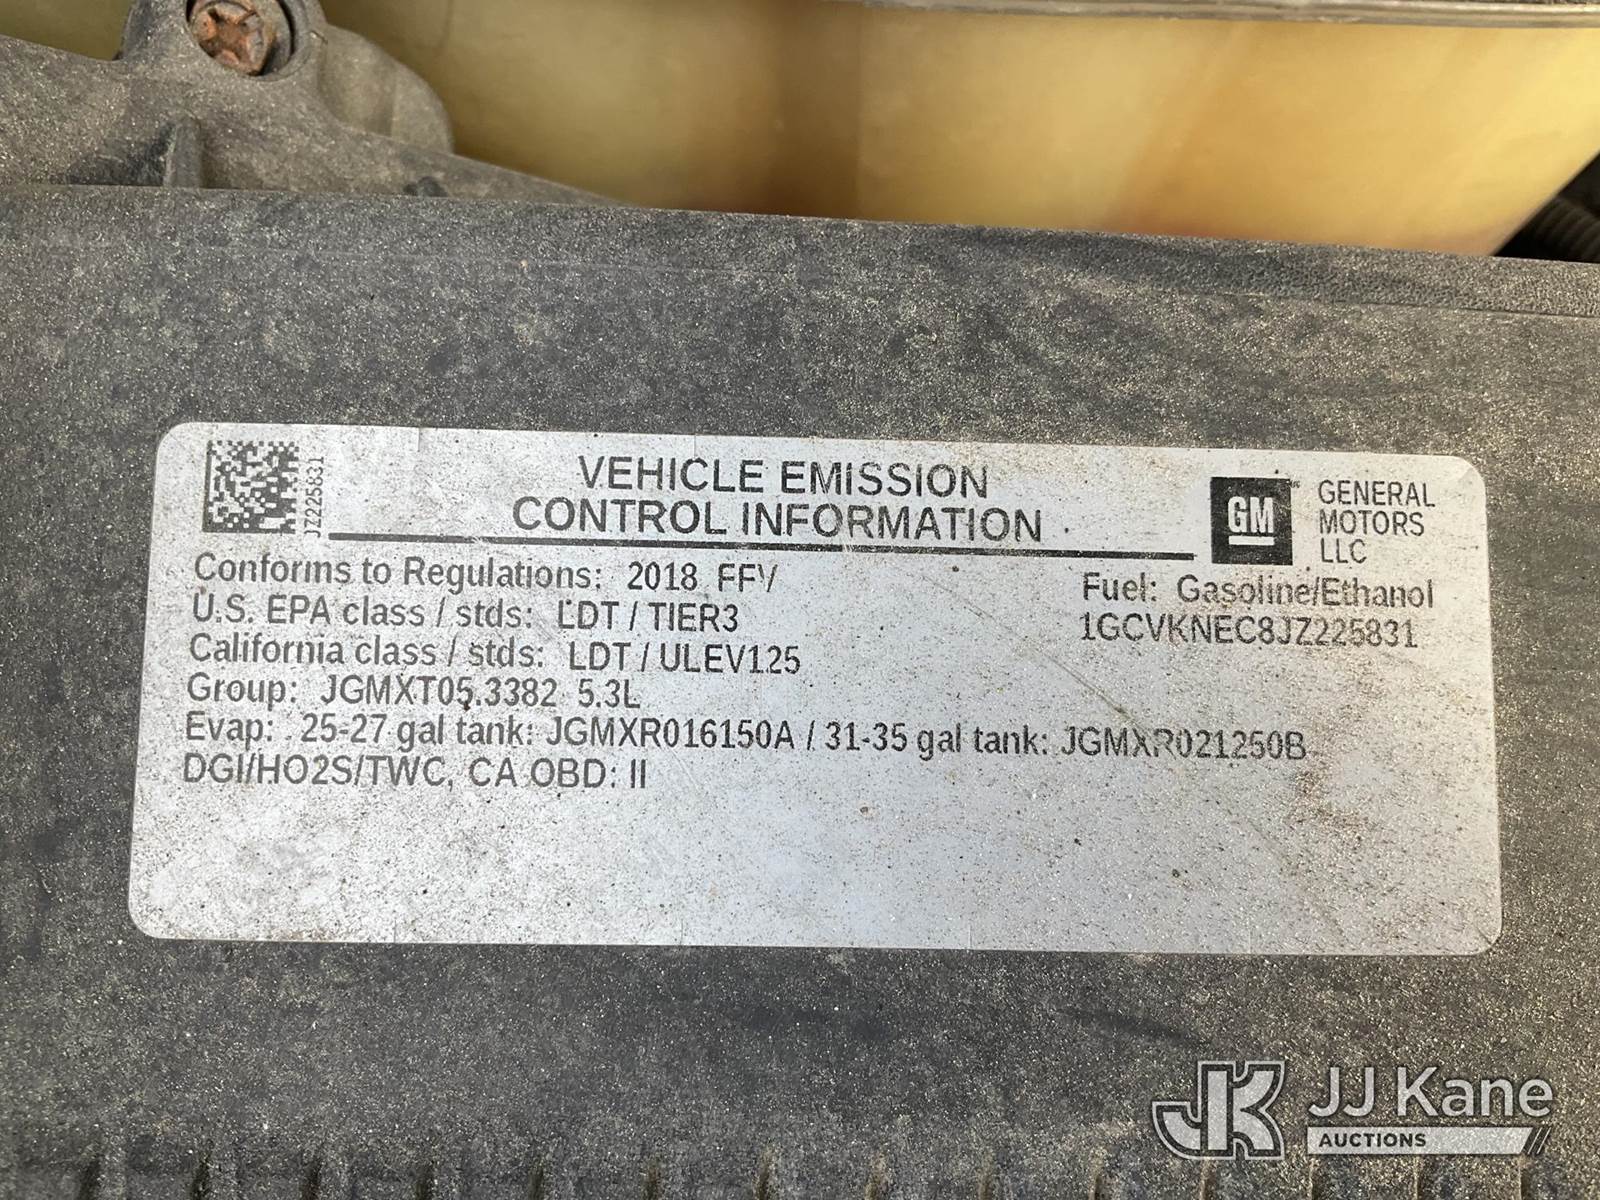 JZ225831
VEHICLE EMISSION
CONTROL INFORMATION
GM
GENERAL
MOTORS
LLC
Conforms to Regulations: 2018 FFV
Fuel: Gasoline/Ethanol
U.S. EPA class / stds: LDT / TIER3
1GCVKNEC8JZ225831
California class / stds: LDT / ULEV125
Group: JGMXT05.3382 5.3L
Evap: 25-27 gal tank: JGMXR016150A / 31-35 gal tank: JGMXR021250B
DGI/HO2S/TWC, CA OBD: II
JK JJ Kane
AUCTIONS